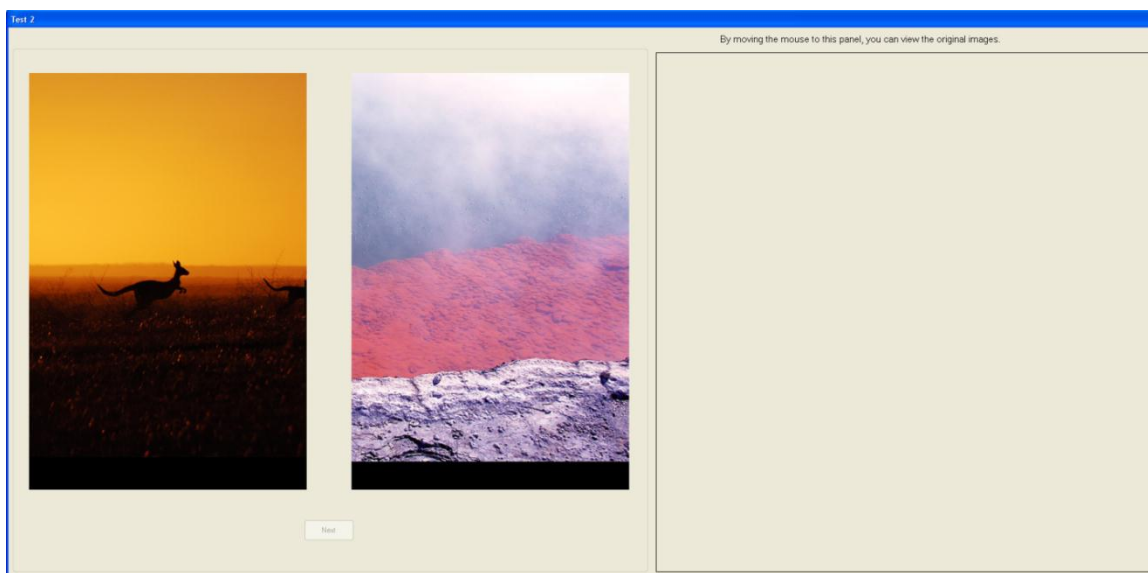 Test 2
By moving the mouse to this panel, you can view the original images.
Next